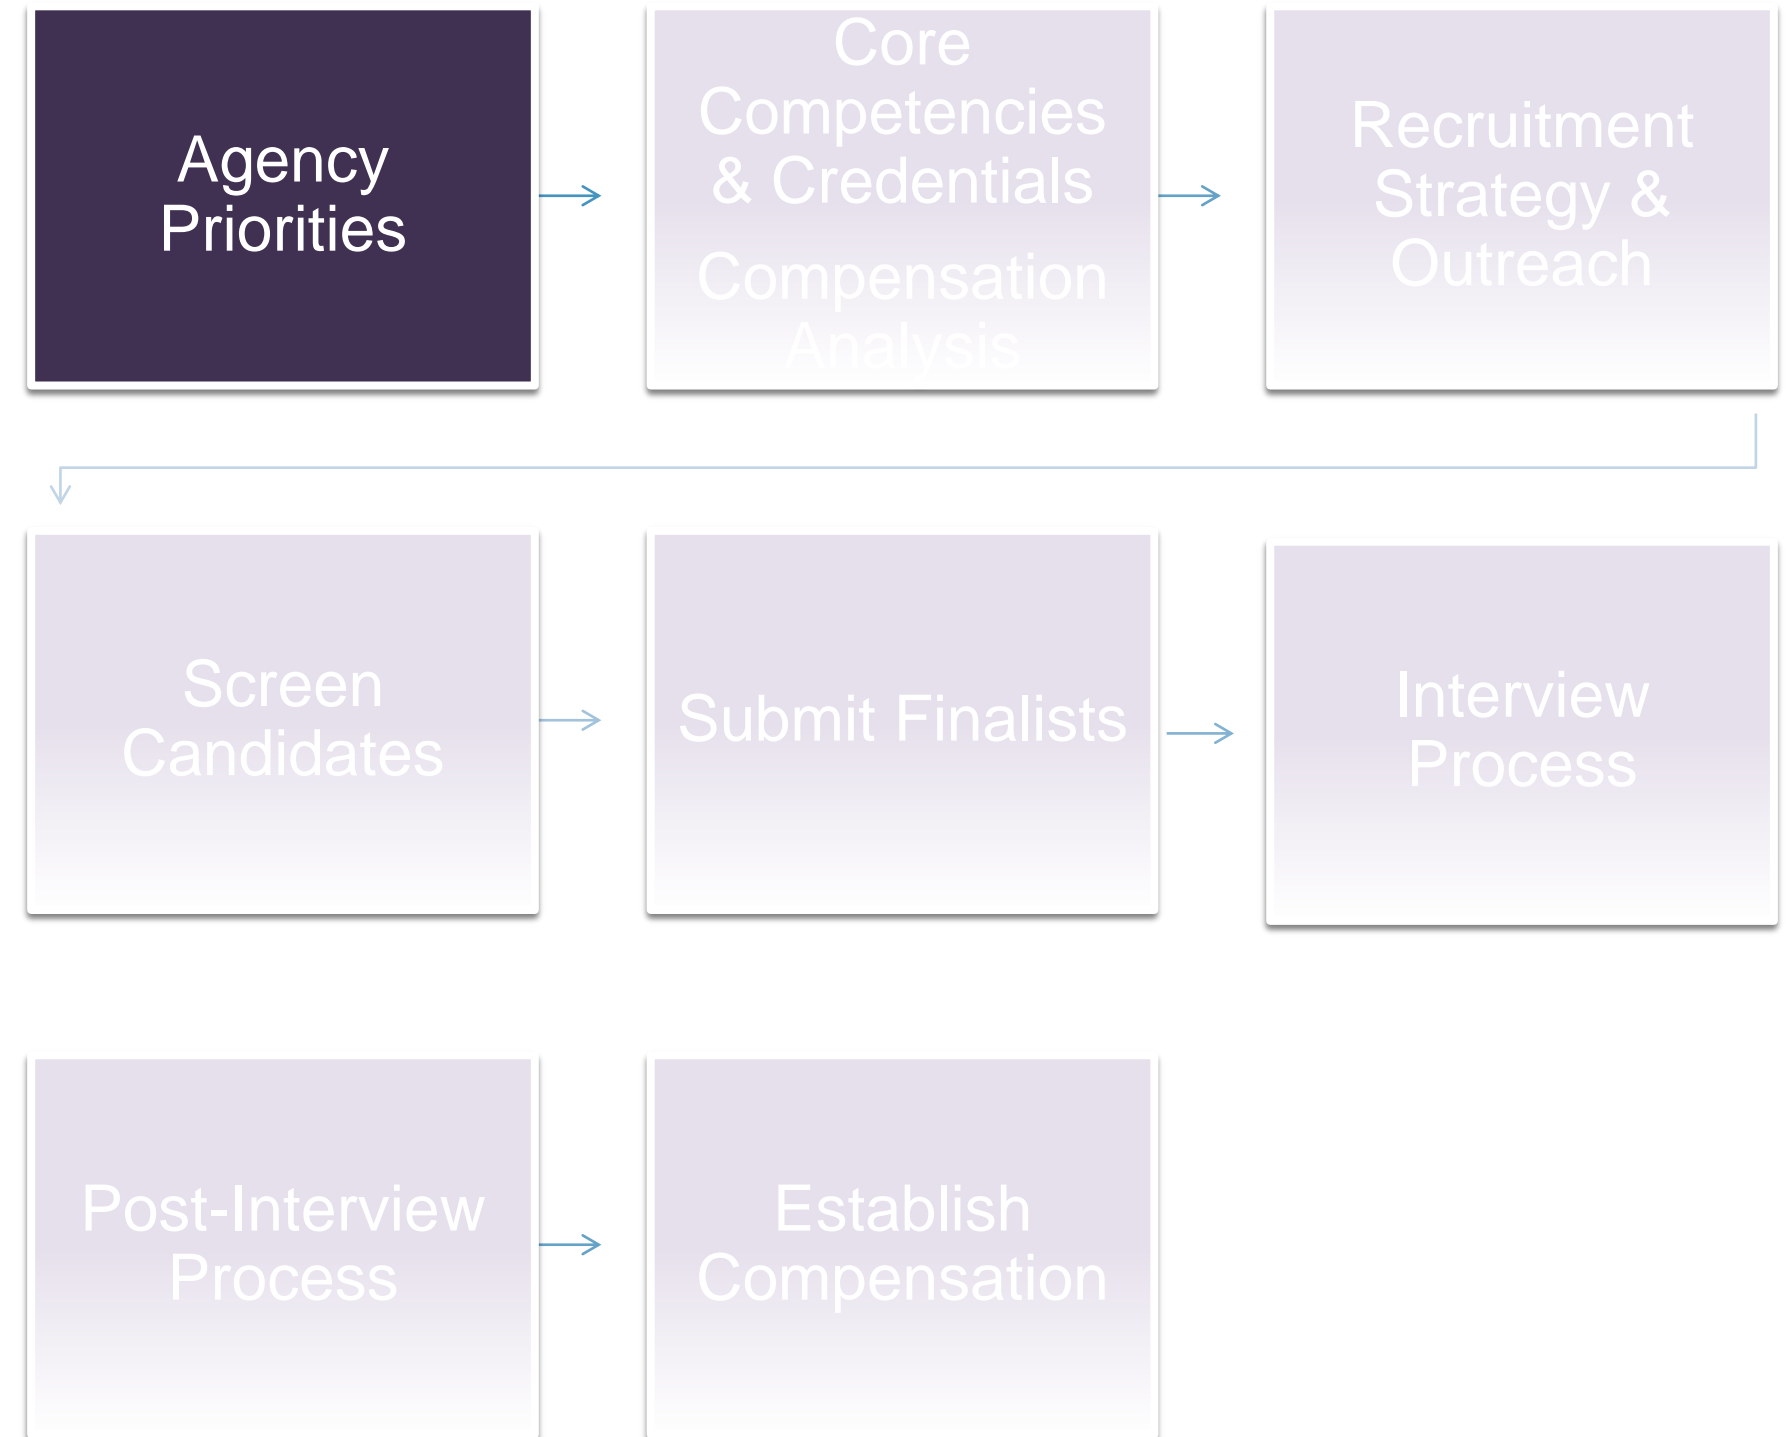 Agency
Priorities
Core
Competencies
& Credentials
Compensation
Analysis
Recruitment
Strategy &
Outreach
Screen
Candidates
Submit Finalists
Interview
Process
Post-Interview
Process
Establish
Compensation